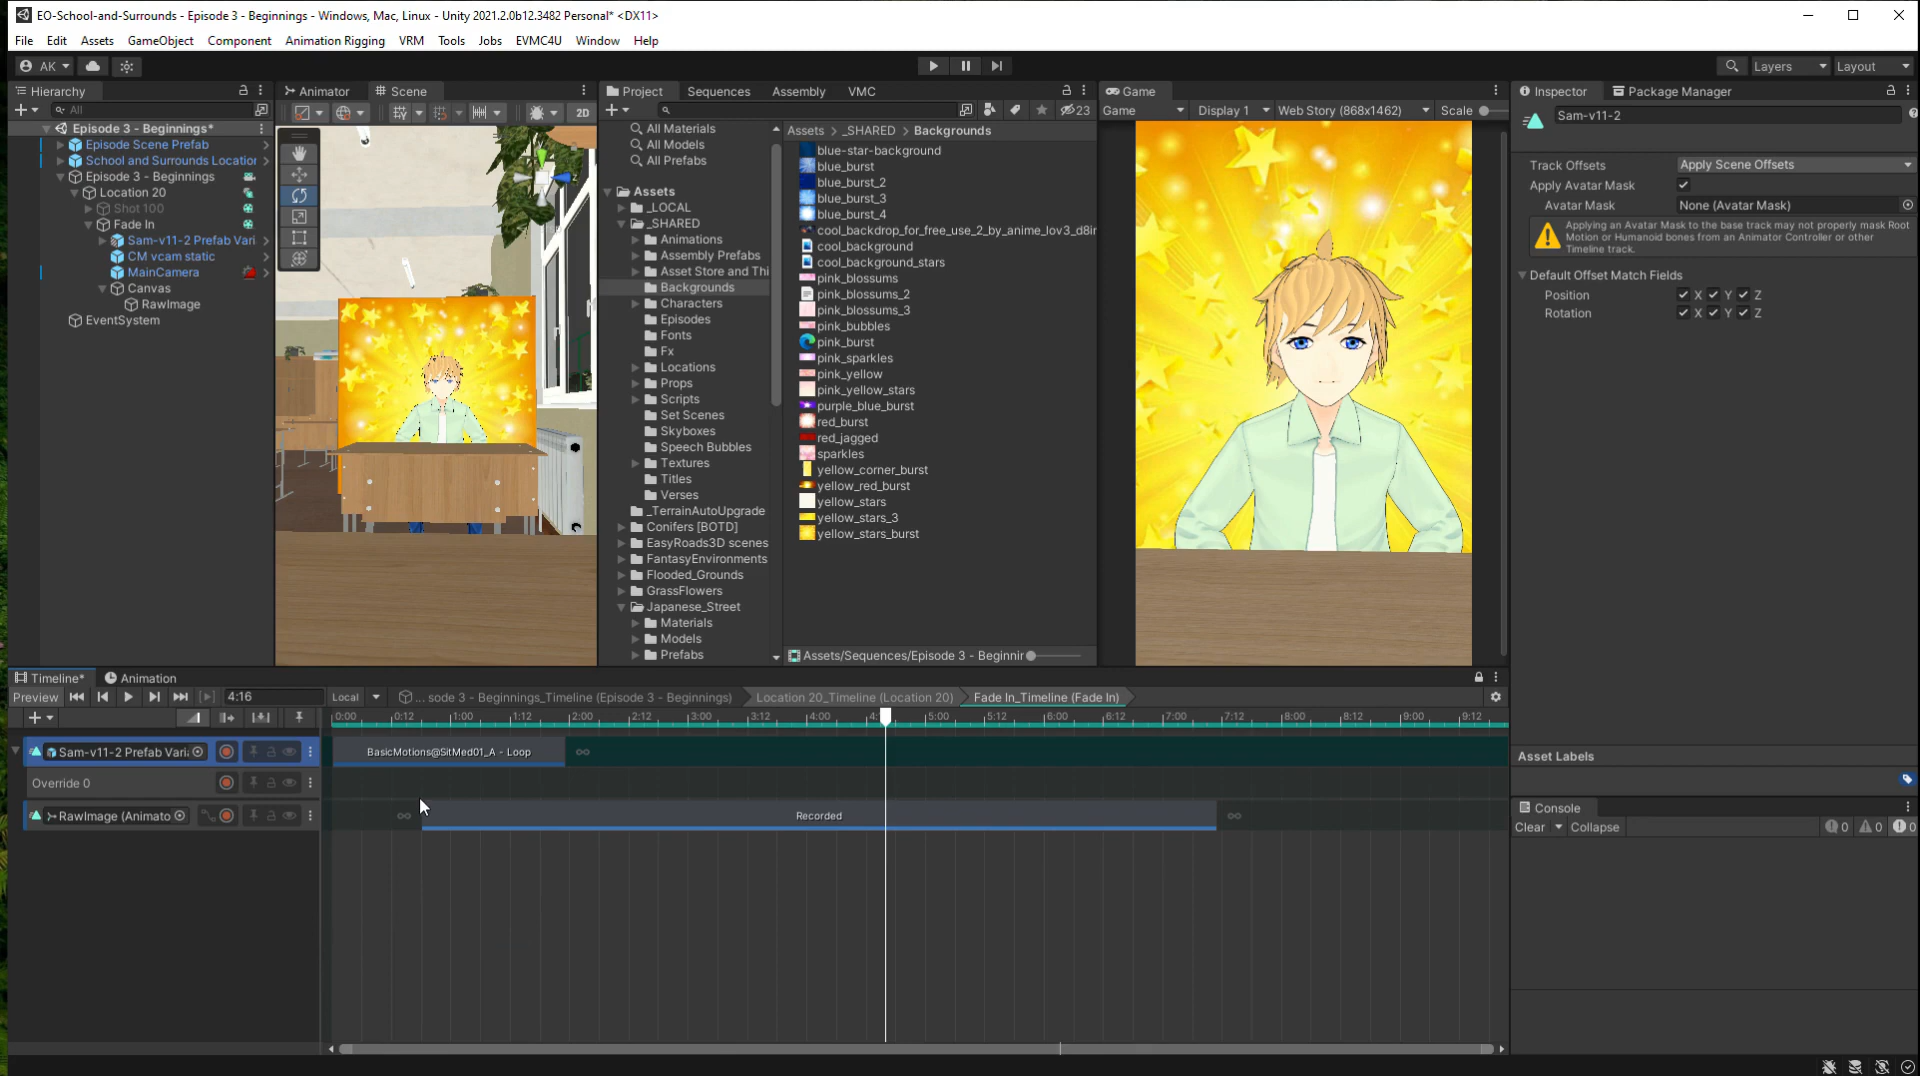 EO-School-and-Surrounds - Episode 3 - Beginnings - Windows, Mac, Linux - Unity 2021.2.0b12.3482 Personal* <DX11>
File Edit Assets GameObject Component Animation Rigging VRM Tools Jobs EVMC4U Window Help
AK Layers Layout
Hierarchy
All
Episode 3 - Beginnings*
Episode Scene Prefab
School and Surrounds Location
Episode 3 - Beginnings
Location 20
Shot 100
Fade In
Sam-v11-2 Prefab Vari
CM vcam static
MainCamera
Canvas
RawImage
EventSystem
Animator Scene
2D
Project Sequences Assembly VMC
23
All Materials
All Models
All Prefabs
Assets
_LOCAL
_SHARED
Animations
Assembly Prefabs
Asset Store and Thi
Backgrounds
Characters
Episodes
Fonts
Fx
Locations
Props
Scripts
Set Scenes
Skyboxes
Speech Bubbles
Textures
Titles
Verses
_TerrainAutoUpgrade
Conifers [BOTD]
EasyRoads3D scenes
FantasyEnvironments
Flooded_Grounds
GrassFlowers
Japanese_Street
Materials
Models
Prefabs
Assets > _SHARED > Backgrounds
blue-star-background
blue_burst
blue_burst_2
blue_burst_3
blue_burst_4
cool_backdrop_for_free_use_2_by_anime_lov3_d8ir
cool_background
cool_background_stars
pink_blossums
pink_blossums_2
pink_blossums_3
pink_bubbles
pink_burst
pink_sparkles
pink_yellow
pink_yellow_stars
purple_blue_burst
red_burst
red_jagged
sparkles
yellow_corner_burst
yellow_red_burst
yellow_stars
yellow_stars_3
yellow_stars_burst
Assets/Sequences/Episode 3 - Beginnir
Game
Game Display 1 Web Story (868x1462) Scale
Inspector Package Manager
Sam-v11-2
Track Offsets Apply Scene Offsets
Apply Avatar Mask
Avatar Mask None (Avatar Mask)
Applying an Avatar Mask to the base track may not properly mask Root
Motion or Humanoid bones from an Animator Controller or other
Timeline track.
Default Offset Match Fields
Position X Y Z
Rotation X Y Z
Asset Labels
Console
Clear Collapse 0 0 0
Timeline* Animation
Preview 4:16 Local ... sode 3 - Beginnings_Timeline (Episode 3 - Beginnings) Location 20_Timeline (Location 20) Fade In_Timeline (Fade In)
0:00 0:12 1:00 1:12 2:00 2:12 3:00 3:12 4:00 4: 5:00 5:12 6:00 6:12 7:00 7:12 8:00 8:12 9:00 9:12
Sam-v11-2 Prefab Varia BasicMotions@SitMed01_A - Loop
Override 0
RawImage (Animato Recorded